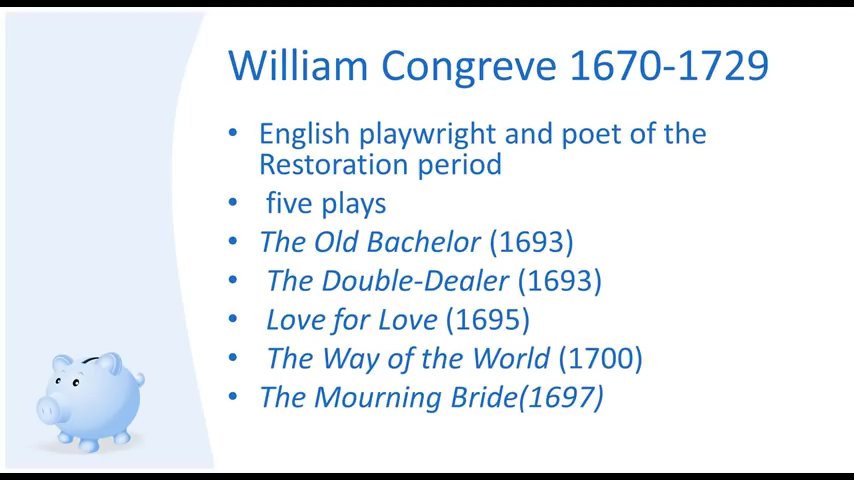 William Congreve 1670-1729
• English playwright and poet of the
Restoration period
• five plays
• The Old Bachelor (1693)
• The Double-Dealer (1693)
• Love for Love (1695)
• The Way of the World (1700)
• The Mourning Bride(1697)